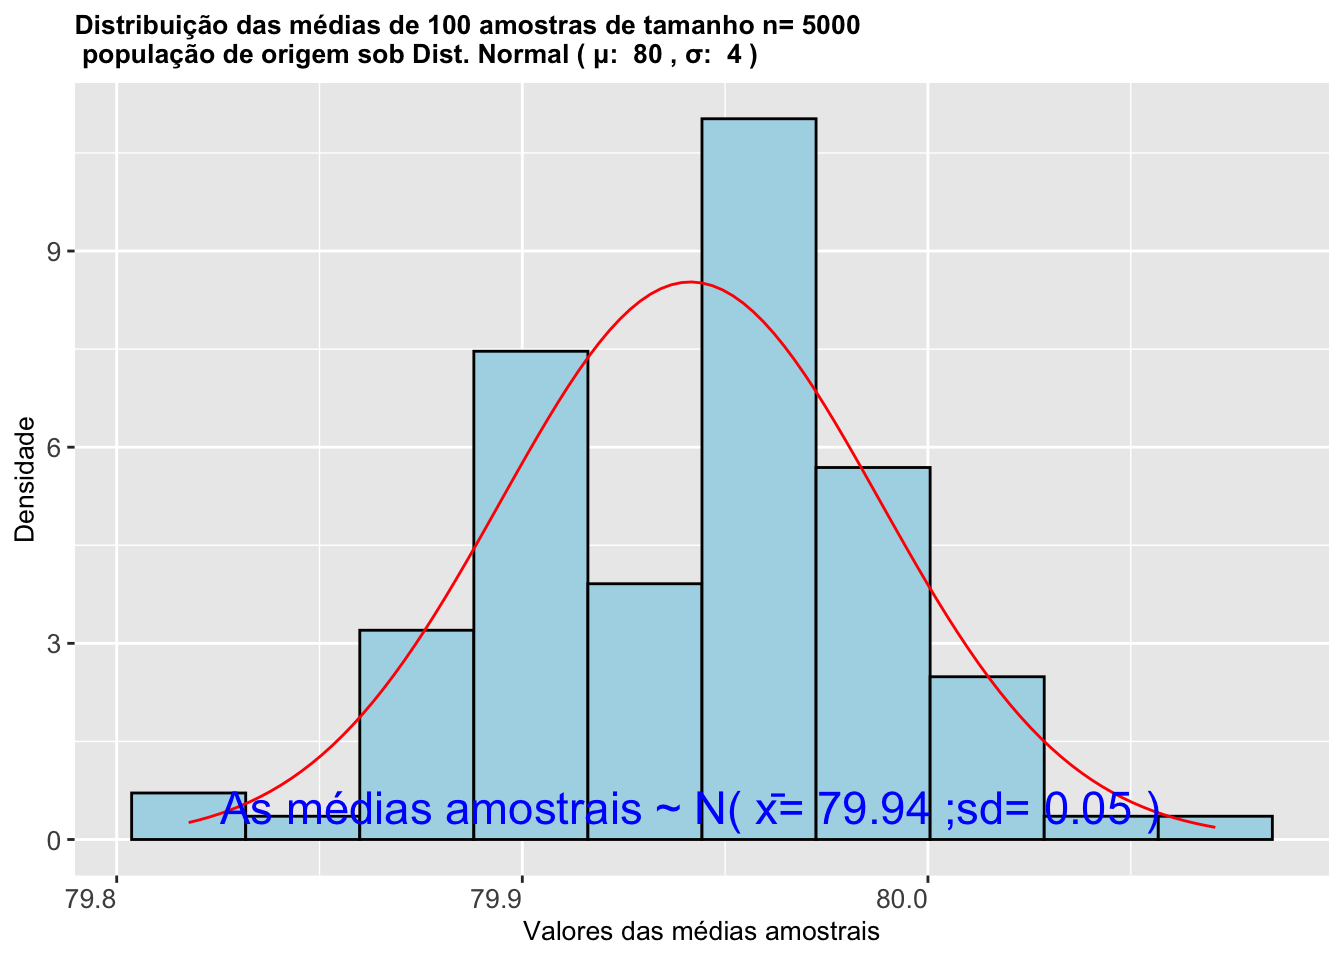 Distribuição das médias de 100 amostras de tamanho n= 5000
população de origem sob Dist. Normal ( μ:  80 , σ:  4 )
Densidade
9
6
3
0
As médias amostrais ~ N( x̄= 79.94 ;sd= 0.05 )
79.8
79.9
80.0
Valores das médias amostrais